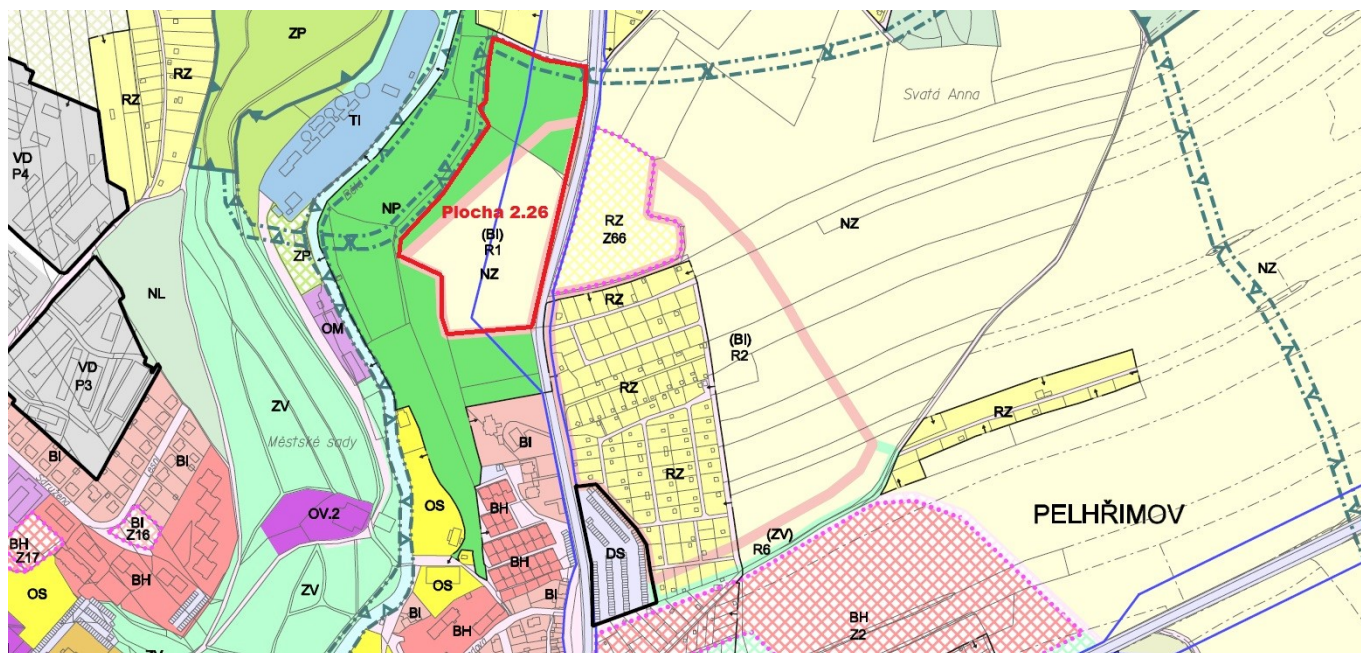 ZP
RZ
RZ
TI
Svatá Anna
VD
P4
Plocha 2.26
NP
(BI)
R1
NZ
RZ
Z66
NZ
NZ
ZP
NL
OM
RZ
(BI)
R2
VD
P3
ZV
Městské sady
RZ
RZ
BI
BI
BI
RZ
OS
BH
PELHŘIMOV
OV.2
BI
Z16
BH
Z17
BH
DS
(ZV)
R6
BH
ZV
OS
OS
BI
BI
BH
BH
Z2
ZV